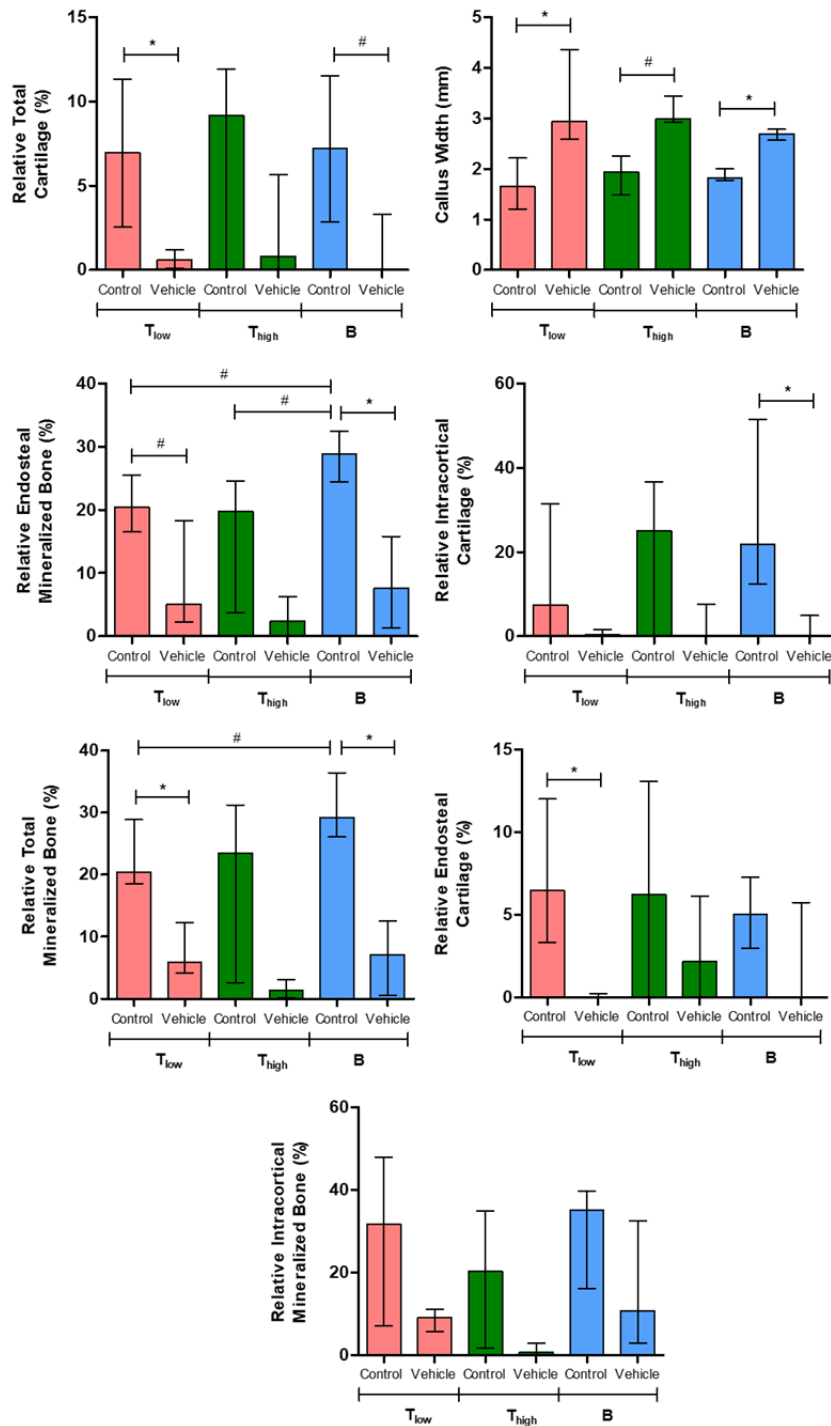 Relative Total
Cartilage (%)
15
10
5
0
*
#
Control Vehicle Control Vehicle Control Vehicle
Tlow Thigh B
Callus Width (mm)
5
4
3
2
1
0
*
#
*
Control Vehicle Control Vehicle Control Vehicle
Tlow Thigh B
Relative Endosteal
Mineralized Bone (%)
40
30
20
10
0
#
#
#
*
Control Vehicle Control Vehicle Control Vehicle
Tlow Thigh B
Relative Intracortical
Cartilage (%)
60
40
20
0
*
Control Vehicle Control Vehicle Control Vehicle
Tlow Thigh B
Relative Total
Mineralized Bone (%)
40
30
20
10
0
#
*
*
Control Vehicle Control Vehicle Control Vehicle
Tlow Thigh B
Relative Endosteal
Cartilage (%)
15
10
5
0
*
Control Vehicle Control Vehicle Control Vehicle
Tlow Thigh B
Relative Intracortical
Mineralized Bone (%)
60
40
20
0
Control Vehicle Control Vehicle Control Vehicle
Tlow Thigh B